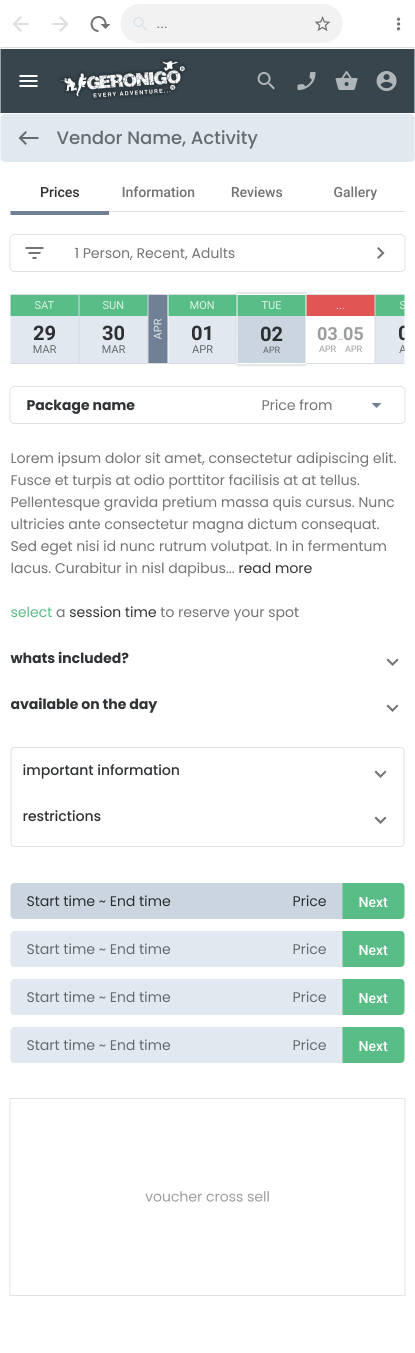 ...
GERONIGO
EVERY ADVENTURE...
Vendor Name, Activity
Prices Information Reviews Gallery
1 Person, Recent, Adults
SAT SUN APR MON TUE ... S
29 30 01 02 03..05 0
MAR MAR APR APR APR APR A
Package name Price from
Lorem ipsum dolor sit amet, consectetur adipiscing elit.
Fusce et turpis at odio porttitor facilisis at at tellus.
Pellentesque gravida pretium massa quis cursus. Nunc
ultricies ante consectetur magna dictum consequat.
Sed eget nisi id nunc rutrum volutpat. In in fermentum
lacus. Curabitur in nisl dapibus... read more
select a session time to reserve your spot
whats included?
available on the day
important information
restrictions
Start time ~ End time Price Next
Start time ~ End time Price Next
Start time ~ End time Price Next
Start time ~ End time Price Next
voucher cross sell